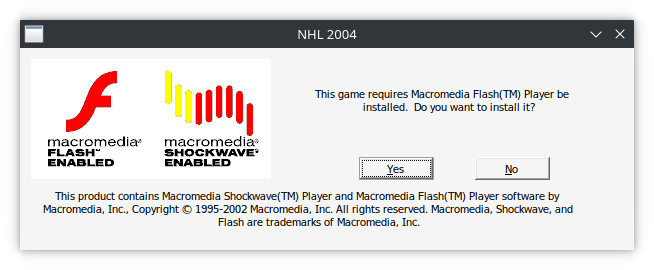 NHL 2004
This game requires Macromedia Flash(TM) Player be
installed. Do you want to install it?
macromedia®
FLASH™
ENABLED
macromedia®
SHOCKWAVE®
ENABLED
Yes
No
This product contains Macromedia Shockwave(TM) Player and Macromedia Flash(TM) Player software by
Macromedia, Inc., Copyright © 1995-2002 Macromedia, Inc. All rights reserved. Macromedia, Shockwave, and
Flash are trademarks of Macromedia, Inc.